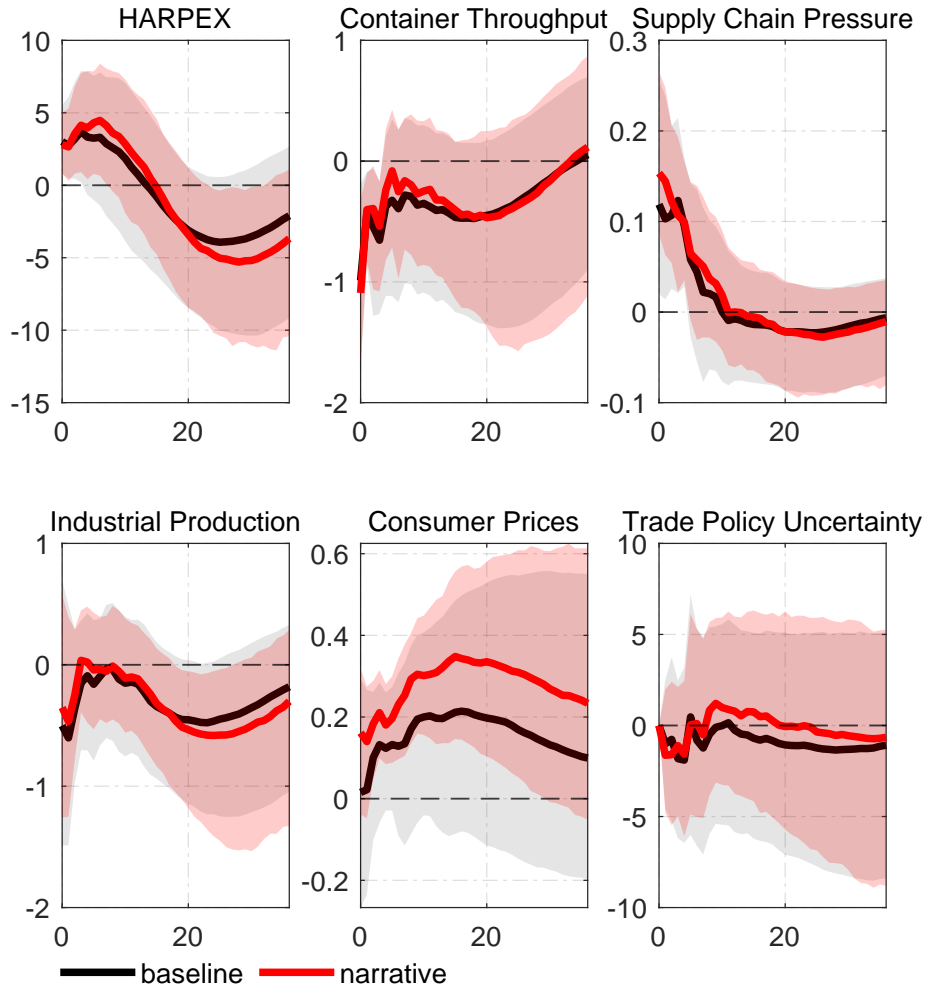 HARPEX Container Throughput Supply Chain Pressure
10 1 0.3
5 0.2
0 0 0.1
-5 -1 0
-10
-15 -2 -0.1
0 20 0 20 0 20
Industrial Production Consumer Prices Trade Policy Uncertainty
1 0.6 10
0.4 5
0 0.2 0
-1 0 -5
-2 -0.2 -10
0 20 0 20 0 20
baseline narrative